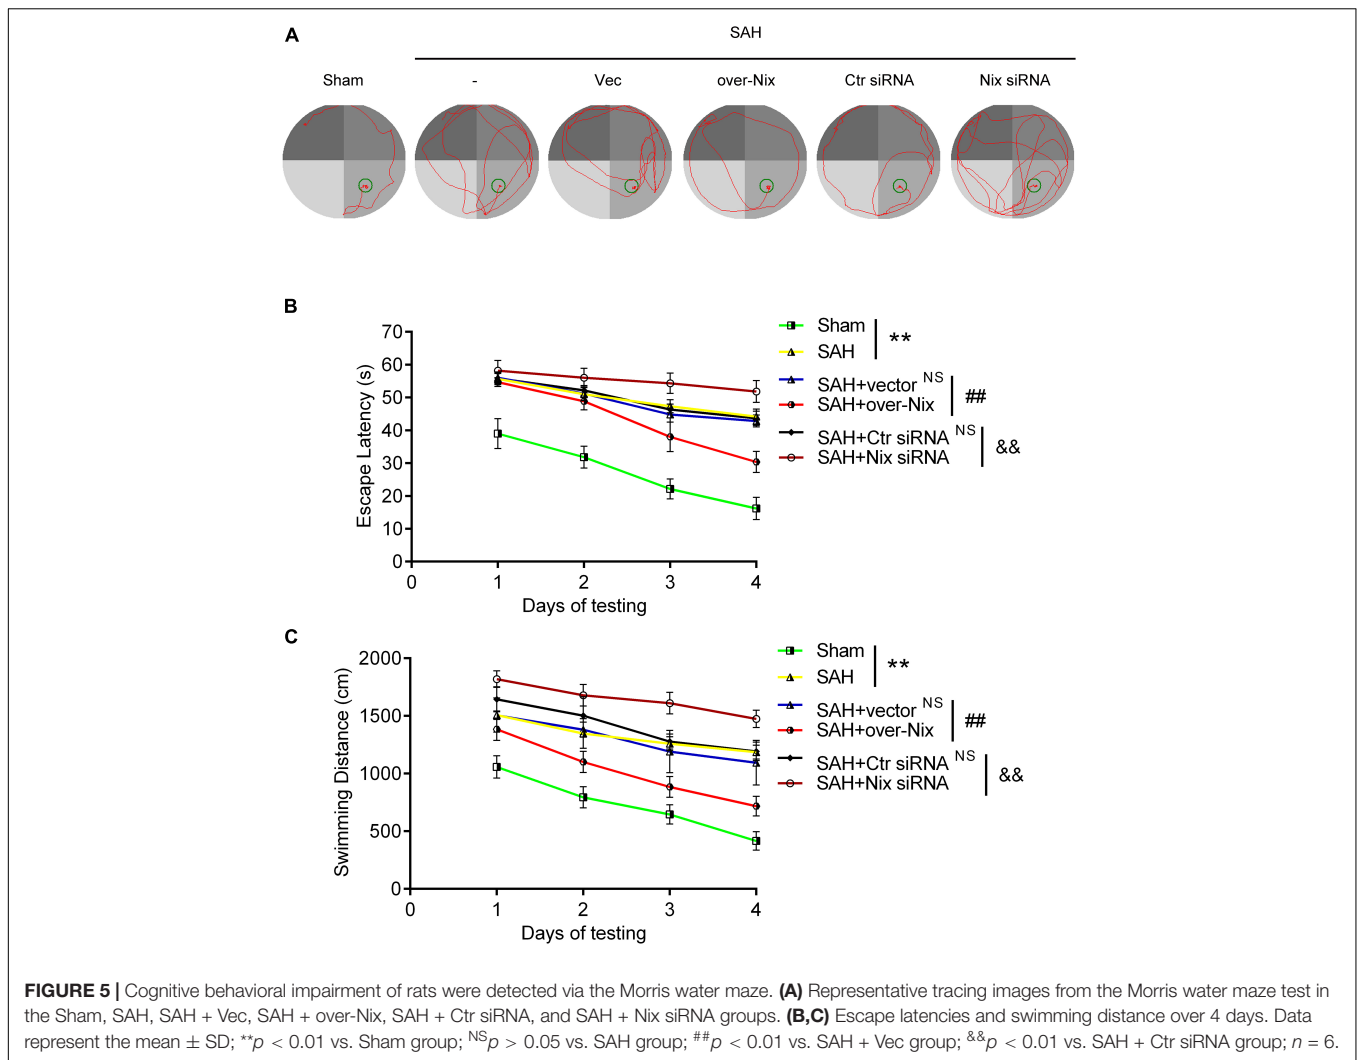 A
SAH
Sham - Vec over-Nix Ctr siRNA Nix siRNA
B
70
60
50
40
30
20
10
0
Escape Latency (s)
0 1 2 3 4
Days of testing
Sham
SAH
**
SAH+vector NS
SAH+over-Nix
##
SAH+Ctr siRNA NS
SAH+Nix siRNA
&&
C
2000
1500
1000
500
0
Swimming Distance (cm)
0 1 2 3 4
Days of testing
Sham
SAH
**
SAH+vector NS
SAH+over-Nix
##
SAH+Ctr siRNA NS
SAH+Nix siRNA
&&
FIGURE 5 | Cognitive behavioral impairment of rats were detected via the Morris water maze. (A) Representative tracing images from the Morris water maze test in
the Sham, SAH, SAH + Vec, SAH + over-Nix, SAH + Ctr siRNA, and SAH + Nix siRNA groups. (B,C) Escape latencies and swimming distance over 4 days. Data
represent the mean ± SD; **p < 0.01 vs. Sham group; NSp > 0.05 vs. SAH group; ##p < 0.01 vs. SAH + Vec group; &&p < 0.01 vs. SAH + Ctr siRNA group; n = 6.